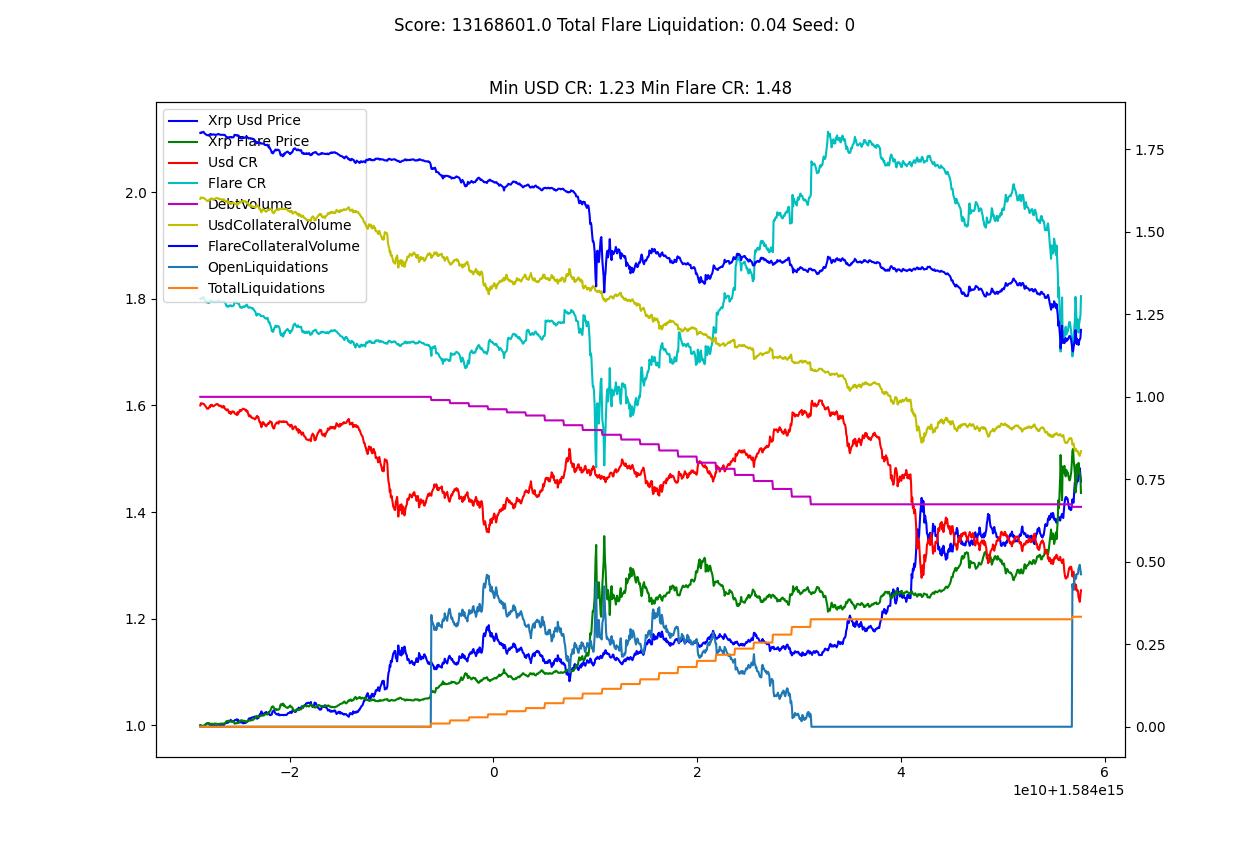 Score: 13168601.0 Total Flare Liquidation: 0.04 Seed: 0
Min USD CR: 1.23 Min Flare CR: 1.48
Xrp Usd Price
Xrp Flare Price
Usd CR
Flare CR
DebtVolume
UsdCollateralVolume
FlareCollateralVolume
OpenLiquidations
TotalLiquidations
2.0
1.8
1.6
1.4
1.2
1.0
1.75
1.50
1.25
1.00
0.75
0.50
0.25
0.00
−2
0
2
4
6
1e10+1.584e15